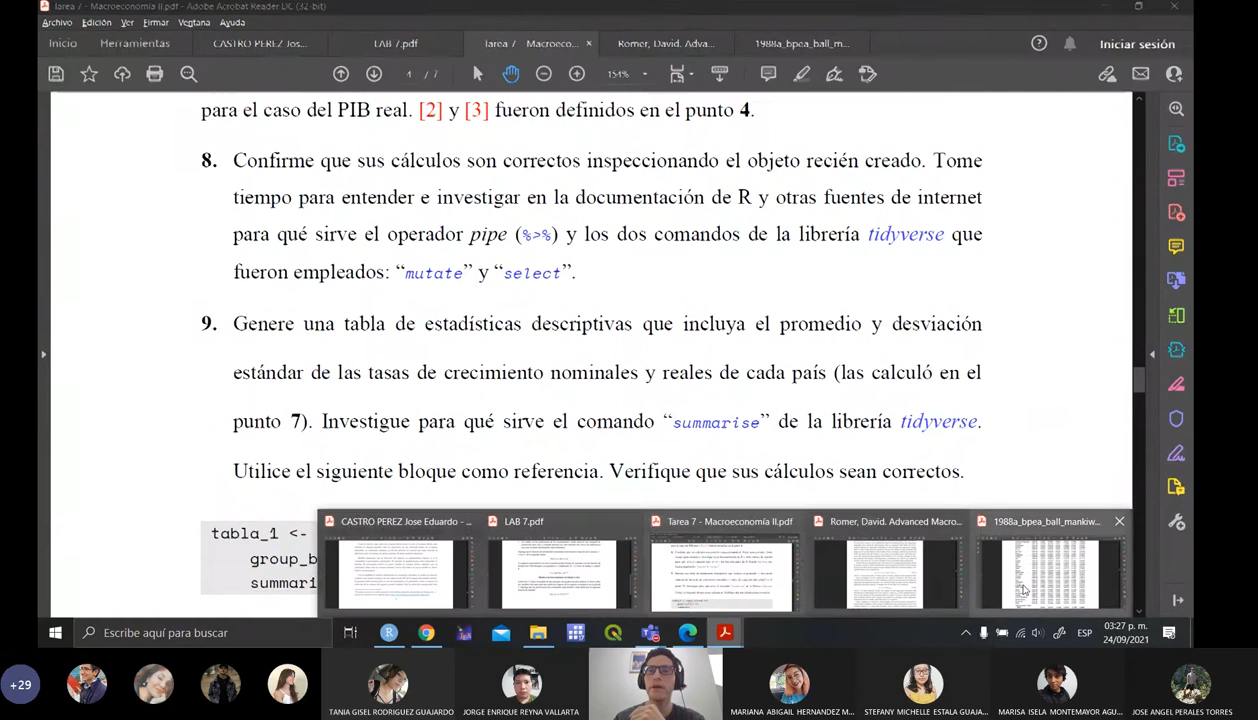 Tarea 7 - Macroeconomía II.pdf - Adobe Acrobat Reader DC (32-bit)
Archivo Edición Ver Firmar Ventana Ayuda
Inicio Herramientas CASTRO PEREZ Jos... LAB 7.pdf Tarea 7 - Macroeco... × Romer, David. Adva... 1988a_bpea_ball_m... Iniciar sesión
/ 7 154%
para el caso del PIB real. [2] y [3] fueron definidos en el punto 4.
8. Confirme que sus cálculos son correctos inspeccionando el objeto recién creado. Tome
tiempo para entender e investigar en la documentación de R y otras fuentes de internet
para qué sirve el operador pipe (%>%) y los dos comandos de la librería tidyverse que
fueron empleados: “mutate” y “select”.
9. Genere una tabla de estadísticas descriptivas que incluya el promedio y desviación
estándar de las tasas de crecimiento nominales y reales de cada país (las calculó en el
punto 7). Investigue para qué sirve el comando “summarise” de la librería tidyverse.
Utilice el siguiente bloque como referencia. Verifique que sus cálculos sean correctos.
tabla_1 <-
group_b
summari
CASTRO PEREZ Jose Eduardo - ... LAB 7.pdf Tarea 7 - Macroeconomía II.pdf Romer, David. Advanced Macro... 1988a_bpea_ball_mankiw...
Escribe aquí para buscar
ESP
03:27 p. m.
24/09/2021
+29
TANIA GISEL RODRIGUEZ GUAJARDO JORGE ENRIQUE REYNA VALLARTA MARIANA ABIGAIL HERNANDEZ M... STEFANY MICHELLE ESTALA GUAJA... MARISA ISELA MONTEMAYOR AGU... JOSE ANGEL PERALES TORRES